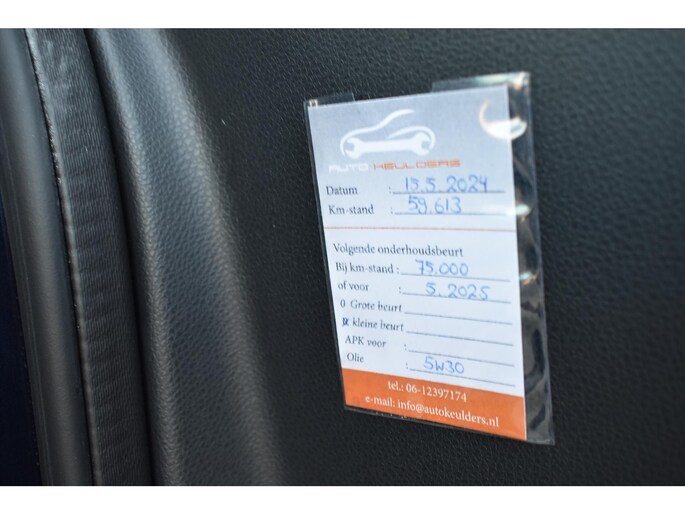 AUTO KEULDERS
Datum : 15.5.2024
Km-stand : 59.613
Volgende onderhoudsbeurt
Bij km-stand : 75.000
of voor : 5.2025
0 Grote beurt
kleine beurt
APK voor :
Olie : 5W30
tel.: 06-12397174
e-mail: info@autokeulders.nl